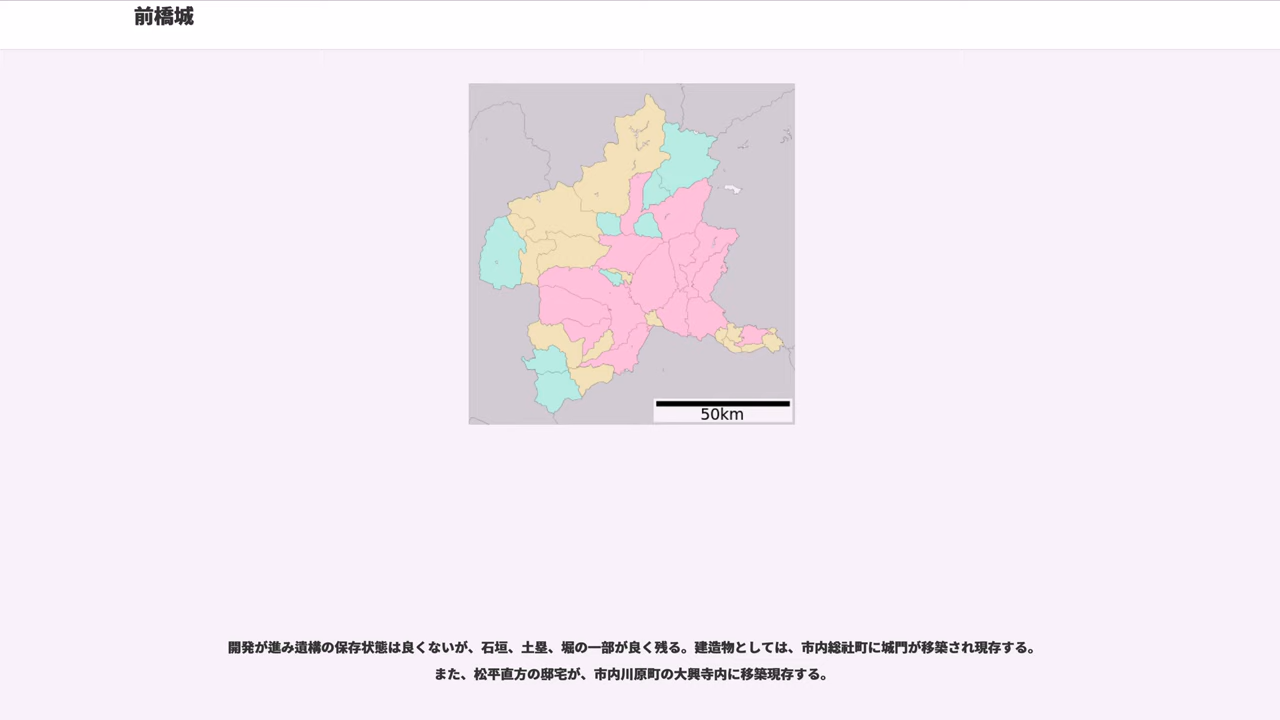 前橋城
50km
開発が進み遺構の保存状態は良くないが、石垣、土塁、堀の一部が良く残る。建造物としては、市内総社町に城門が移築され現存する。
また、松平直方の邸宅が、市内川原町の大興寺内に移築現存する。